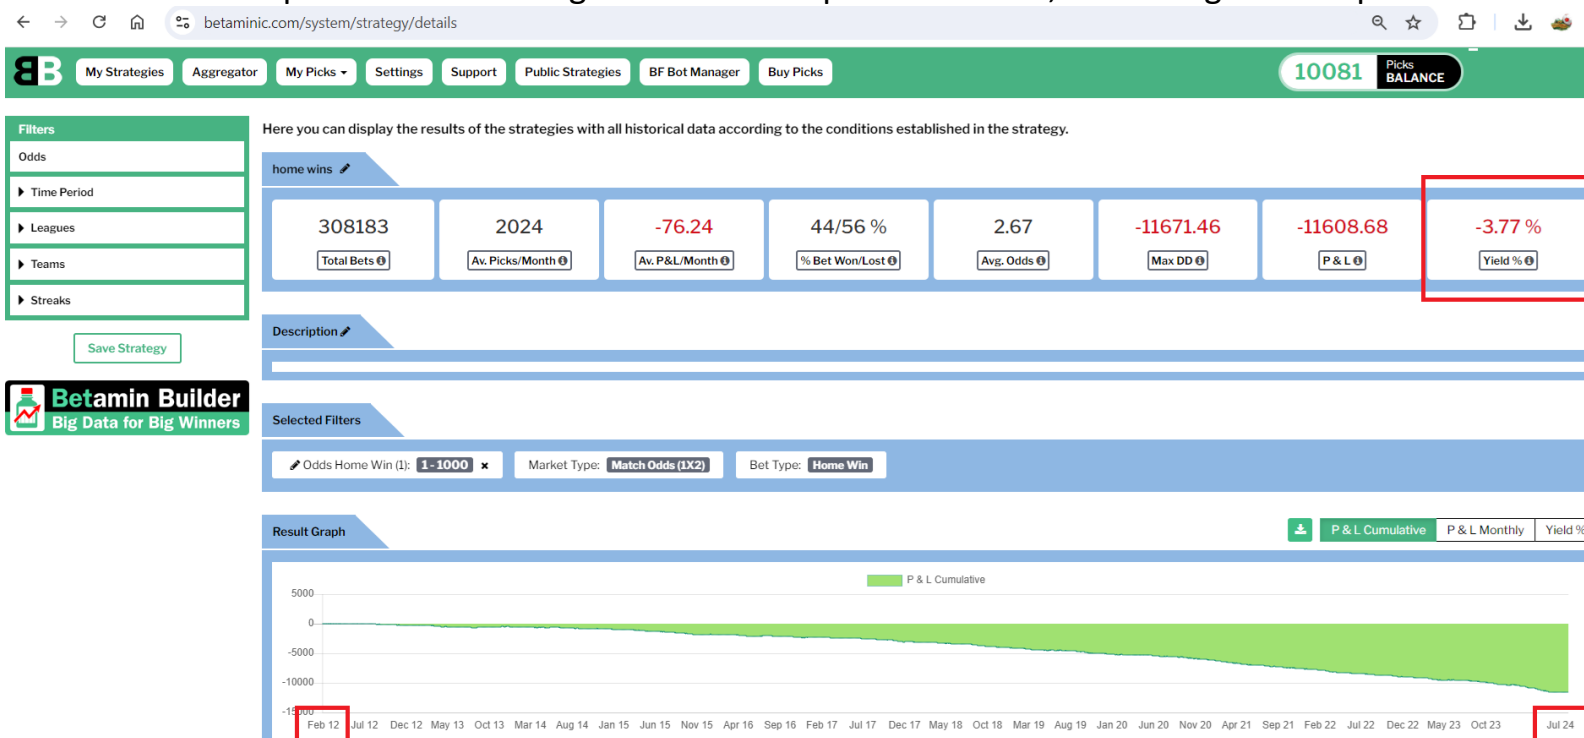 betaminic.com/system/strategy/details
BB My Strategies Aggregator My Picks Settings Support Public Strategies BF Bot Manager Buy Picks 10081 Picks BALANCE
Filters
Odds
Time Period
Leagues
Teams
Streaks
Save Strategy
Betamin Builder
Big Data for Big Winners
Here you can display the results of the strategies with all historical data according to the conditions established in the strategy.
home wins
308183 2024 -76.24 44/56 % 2.67 -11671.46 -11608.68 -3.77 %
Total Bets Av. Picks/Month Av. P&L/Month % Bet Won/Lost Avg. Odds Max DD P & L Yield %
Description
Selected Filters
Odds Home Win (1): 1 - 1000 × Market Type: Match Odds (1X2) Bet Type: Home Win
Result Graph P & L Cumulative P & L Monthly Yield %
P & L Cumulative
5000
0
-5000
-10000
-15000
Feb 12 Jul 12 Dec 12 May 13 Oct 13 Mar 14 Aug 14 Jan 15 Jun 15 Nov 15 Apr 16 Sep 16 Feb 17 Jul 17 Dec 17 May 18 Oct 18 Mar 19 Aug 19 Jan 20 Jun 20 Nov 20 Apr 21 Sep 21 Feb 22 Jul 22 Dec 22 May 23 Oct 23 Jul 24